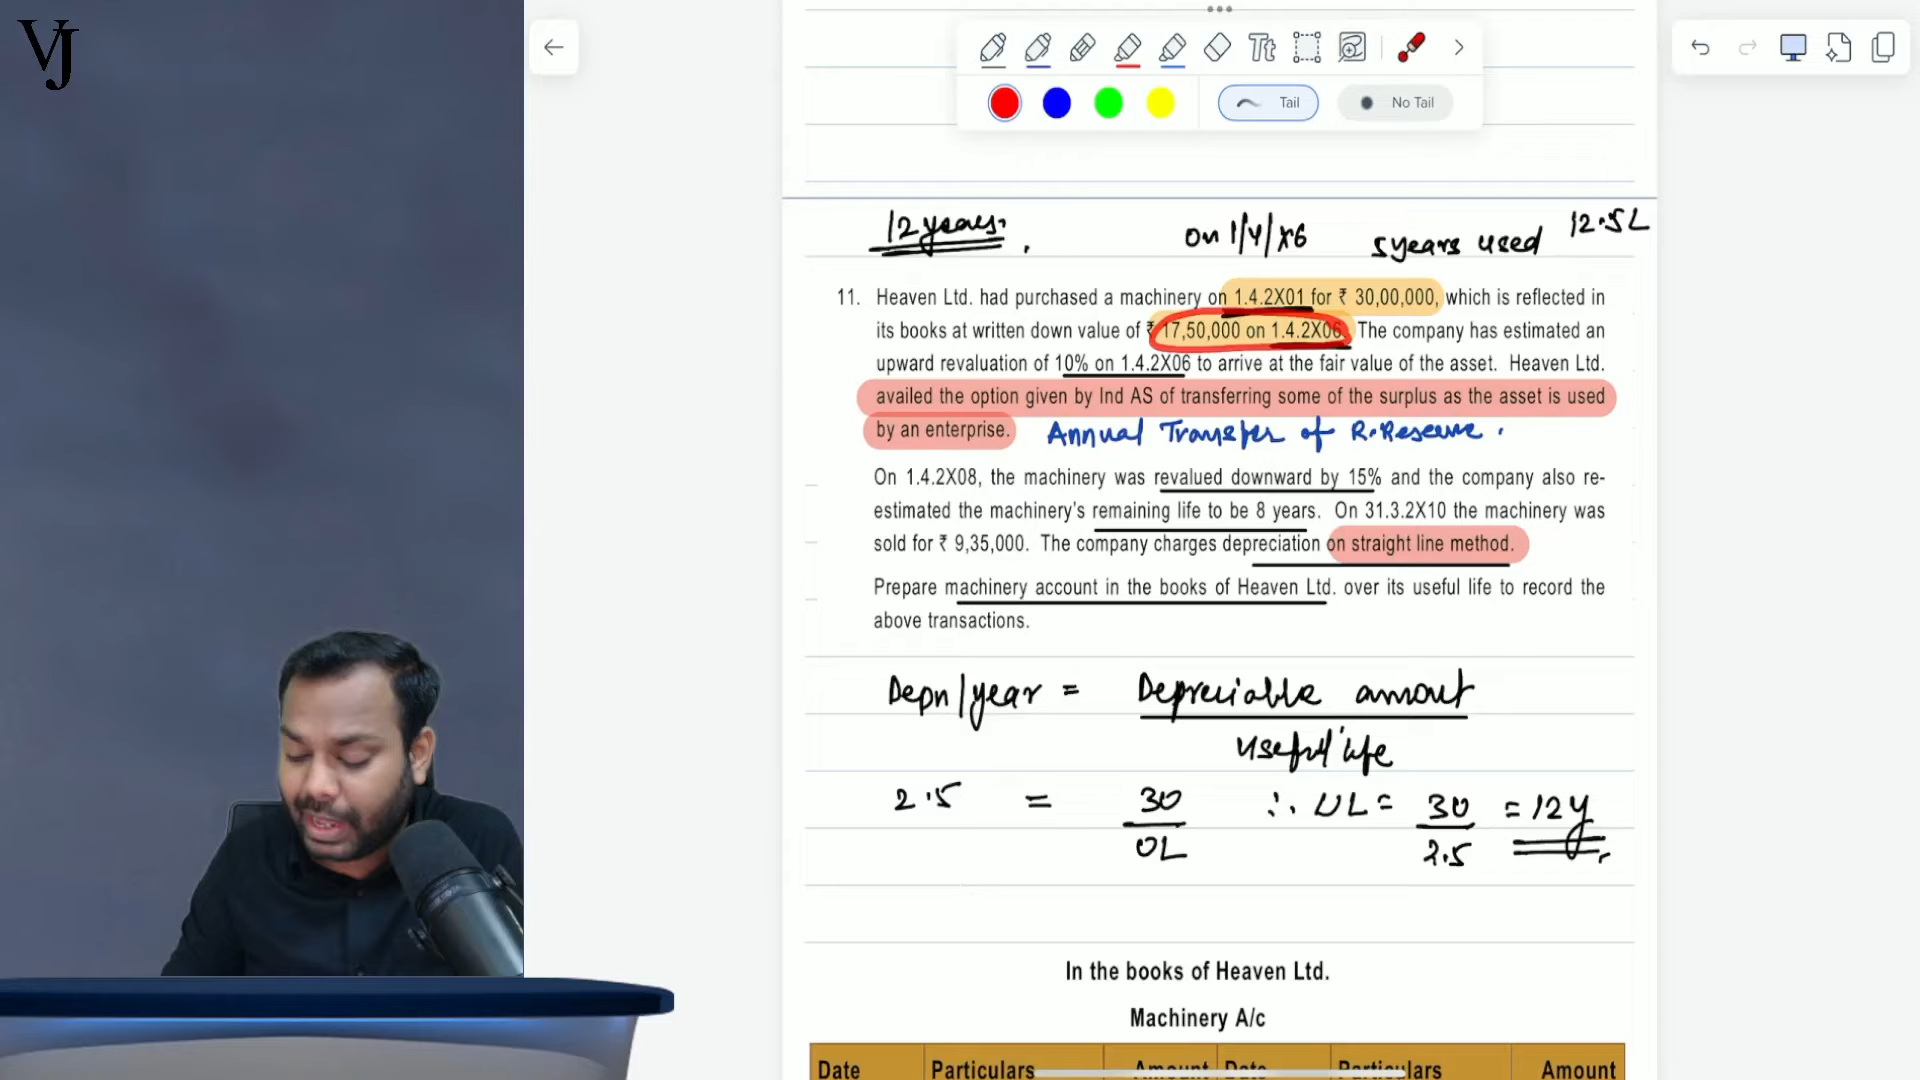 VJ
Tt
Tail
No Tail
12 years.
on 1/4/X6
5 years used
12.5L
11. Heaven Ltd. had purchased a machinery on 1.4.2X01 for ₹ 30,00,000, which is reflected in
its books at written down value of ₹ 17,50,000 on 1.4.2X06. The company has estimated an
upward revaluation of 10% on 1.4.2X06 to arrive at the fair value of the asset. Heaven Ltd.
availed the option given by Ind AS of transferring some of the surplus as the asset is used
by an enterprise. Annual Transfer of R.Reserve.
On 1.4.2X08, the machinery was revalued downward by 15% and the company also re-
estimated the machinery's remaining life to be 8 years. On 31.3.2X10 the machinery was
sold for ₹ 9,35,000. The company charges depreciation on straight line method.
Prepare machinery account in the books of Heaven Ltd. over its useful life to record the
above transactions.
Depn/year = Depreciable amout
Useful life
2.5 = 30 ∴ UL = 30 = 12y
UL 2.5
In the books of Heaven Ltd.
Machinery A/c
Date Particulars Amount Date Particulars Amount